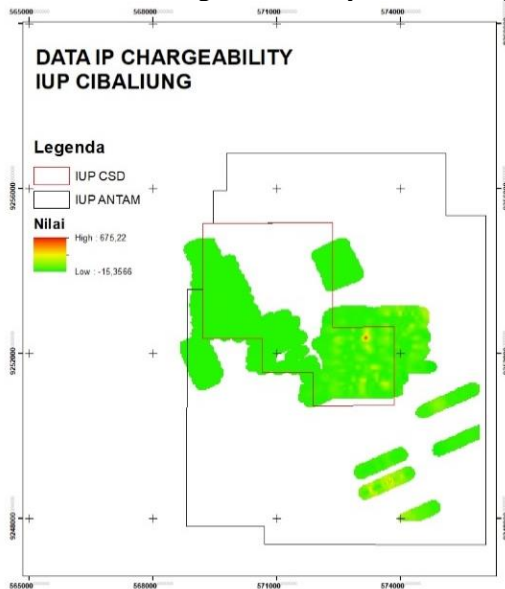 565000 568000 571000 574000
DATA IP CHARGEABILITY
IUP CIBALIUNG
Legenda
IUP CSD
IUP ANTAM
Nilai
High : 675,22
Low : -15,3566
9256000
9252000
9248000
565000 568000 571000 574000